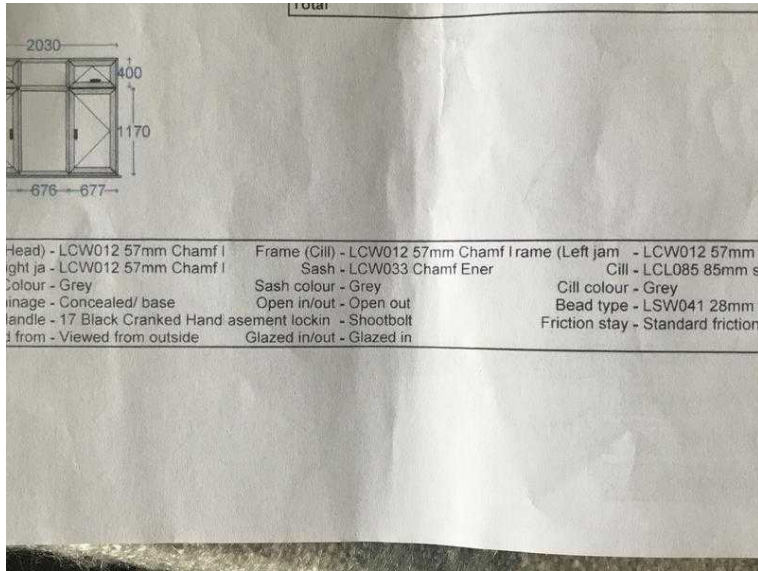 Total
2030
400
1170
676 677
Head) - LCW012 57mm Chamf I Frame (Cill) - LCW012 57mm Chamf I rame (Left jam - LCW012 57mm
ight ja - LCW012 57mm Chamf I Sash - LCW033 Chamf Ener Cill - LCL085 85mm s
Colour - Grey Sash colour - Grey Cill colour - Grey
inage - Concealed/ base Open in/out - Open out Bead type - LSW041 28mm
Handle - 17 Black Cranked Hand asement lockin - Shootbolt Friction stay - Standard friction
d from - Viewed from outside Glazed in/out - Glazed in